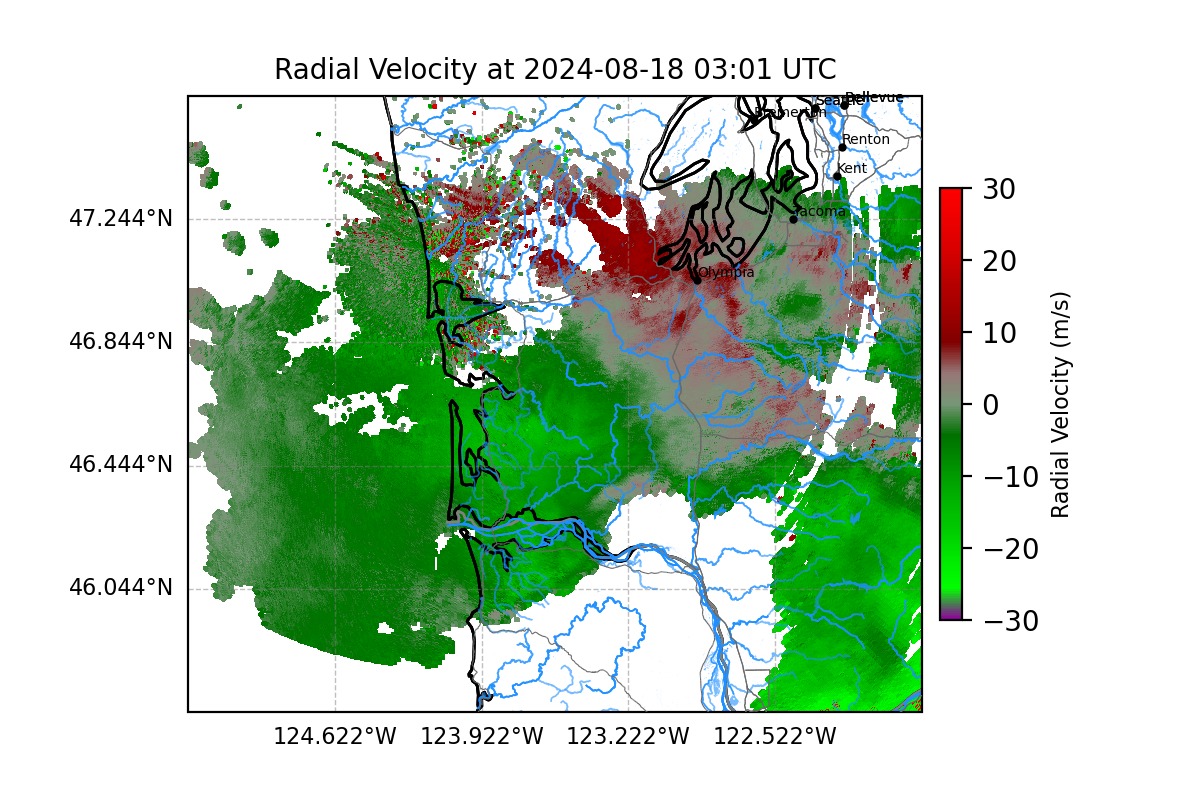 Radial Velocity at 2024-08-18 03:01 UTC
Seattle
Bellevue
Bremerton
Renton
Kent
Tacoma
Olympia
47.244°N
46.844°N
46.444°N
46.044°N
124.622°W
123.922°W
123.222°W
122.522°W
30
20
10
0
−10
−20
−30
Radial Velocity (m/s)